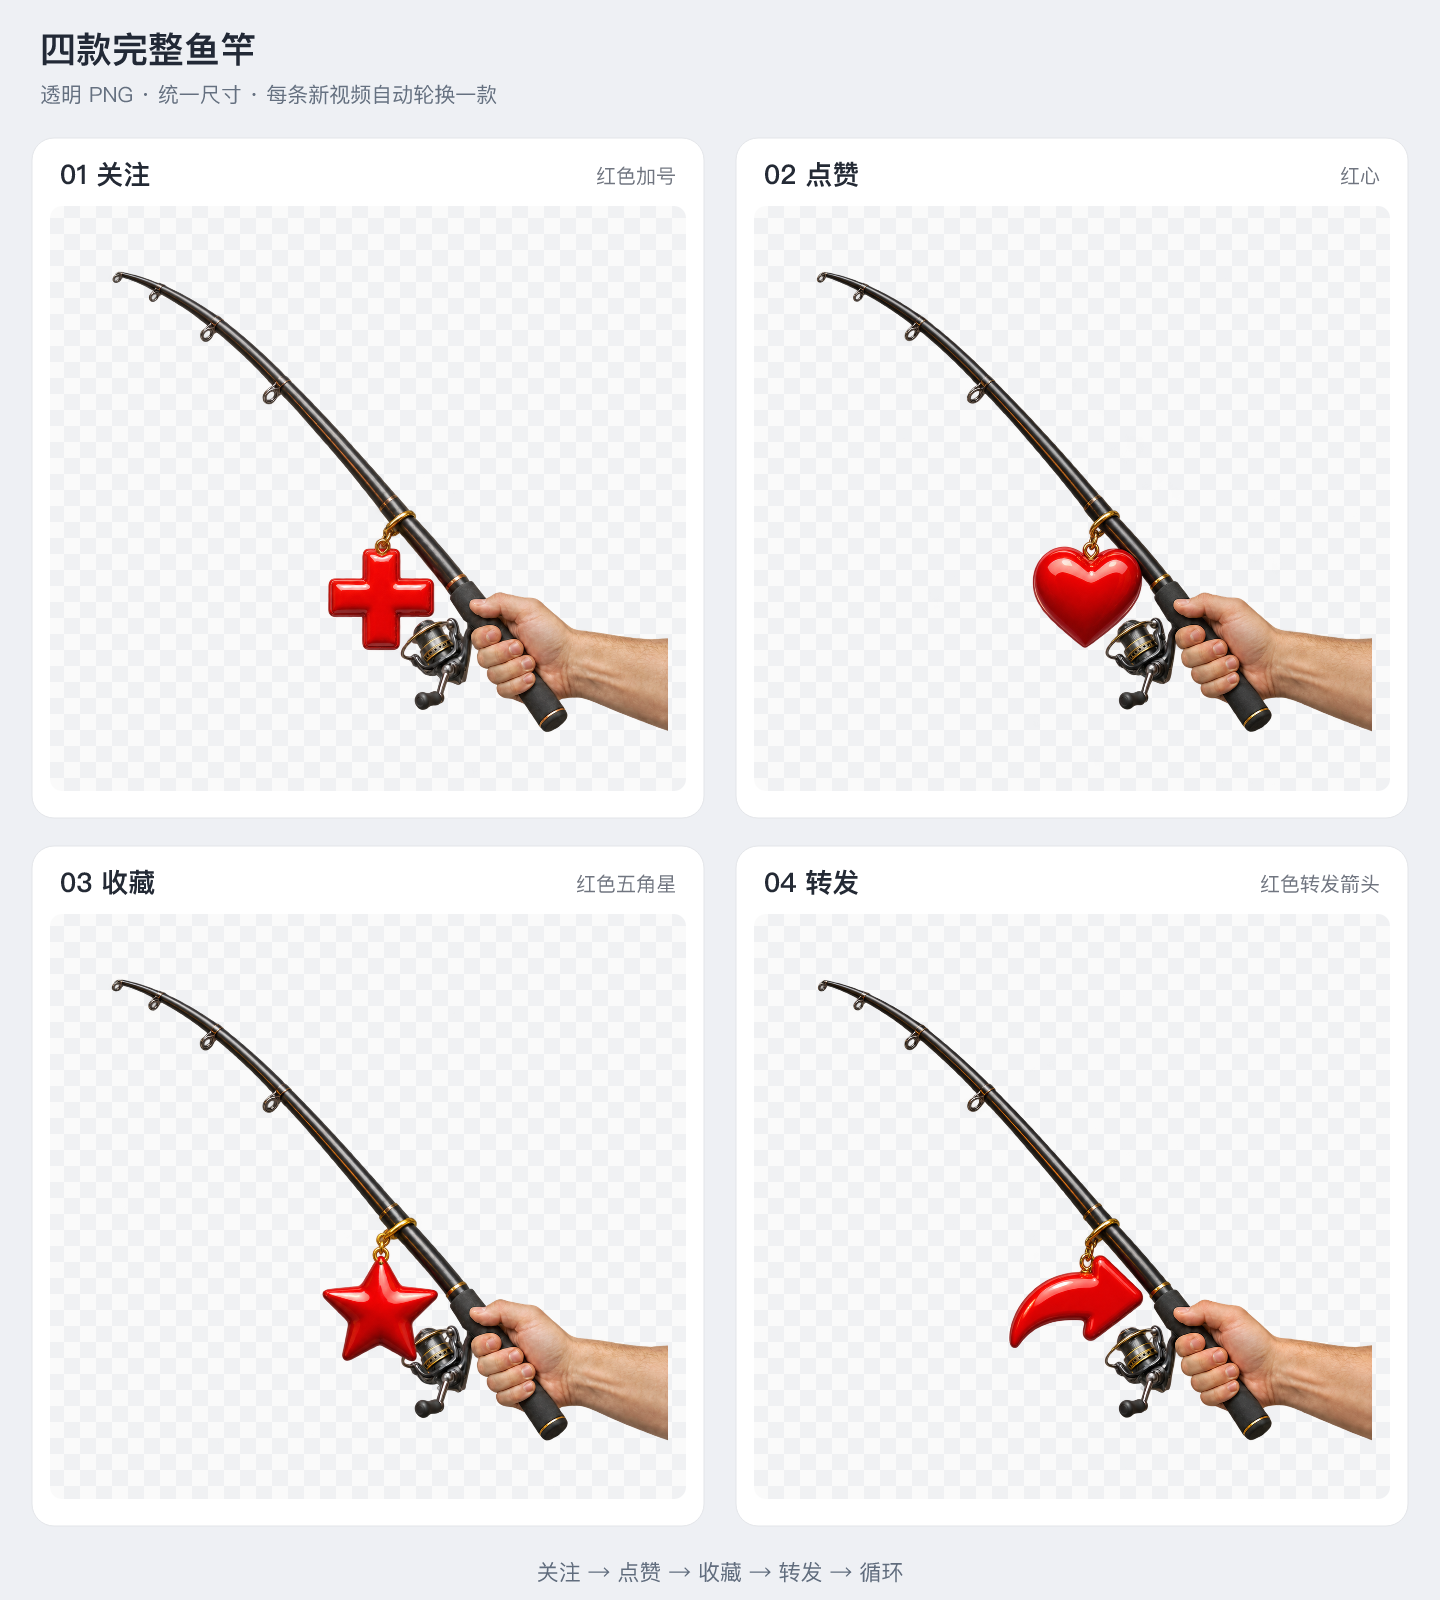 四款完整鱼竿
透明 PNG · 统一尺寸 · 每条新视频自动轮换一款
01 关注
红色加号
02 点赞
红心
03 收藏
红色五角星
04 转发
红色转发箭头
关注 → 点赞 → 收藏 → 转发 → 循环